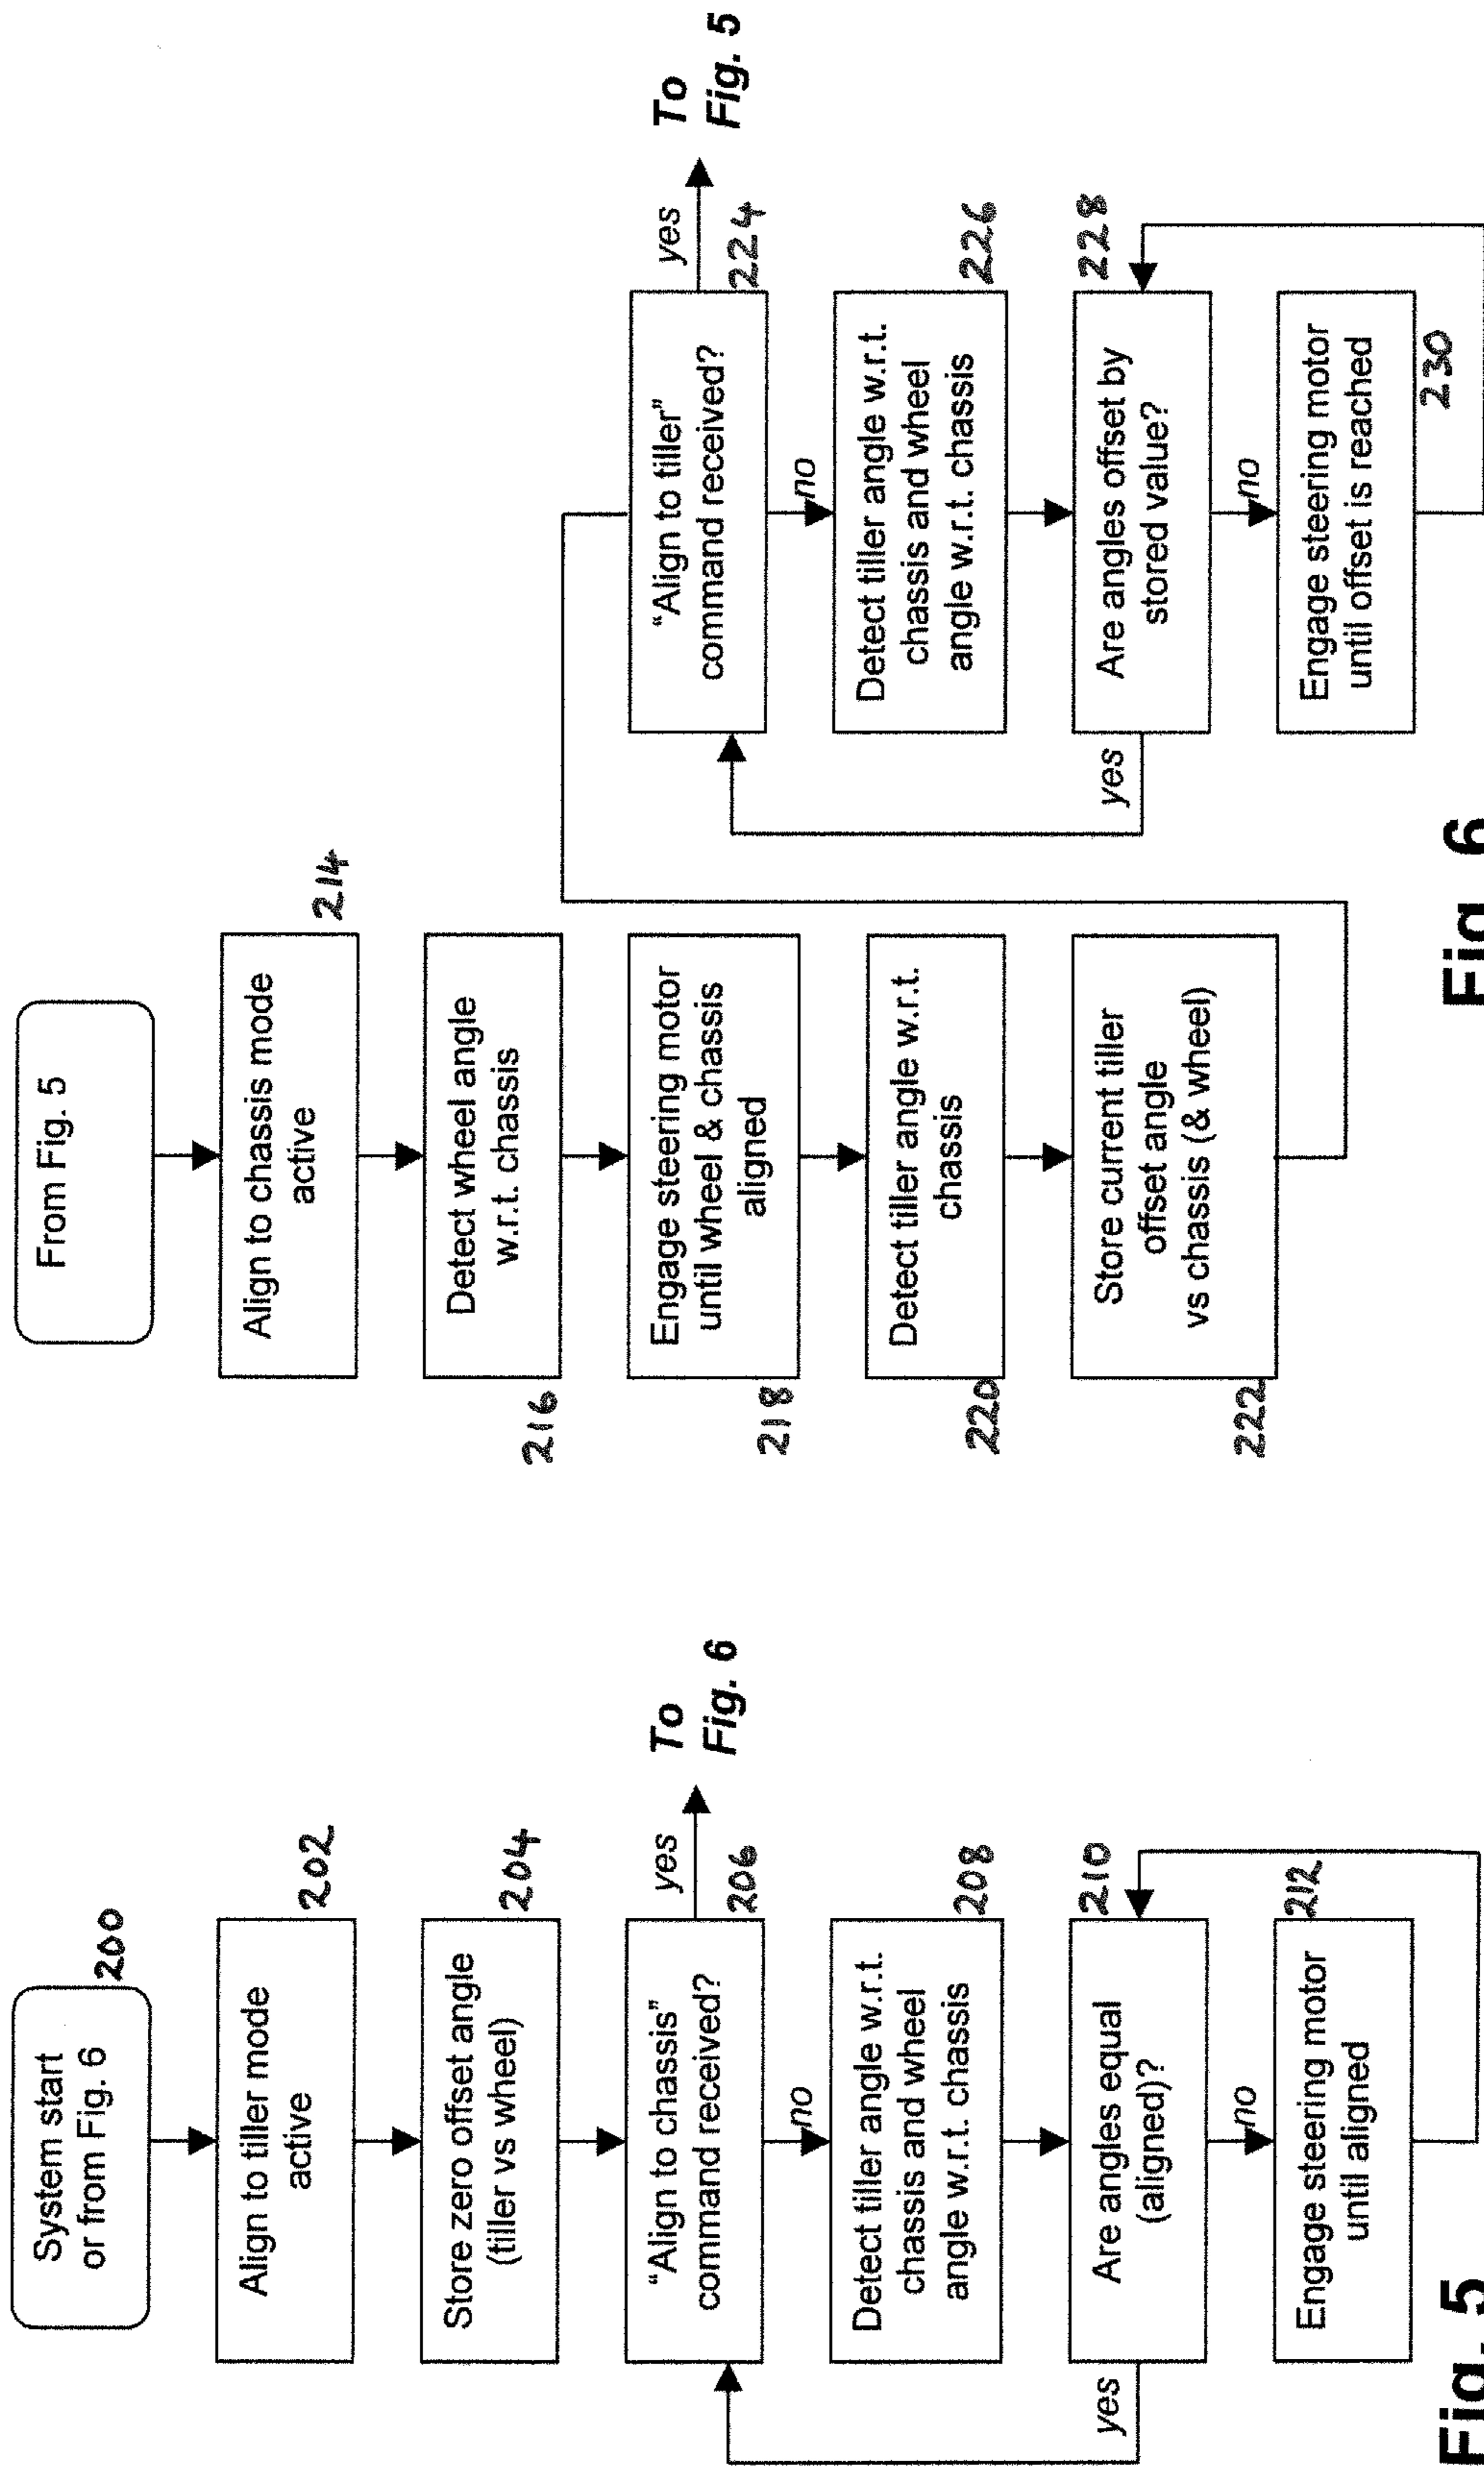 System start
or from Fig. 6
200
Align to tiller mode
active
202
Store zero offset angle
(tiller vs wheel)
204
"Align to chassis"
command received?
206
yes
To
Fig. 6
no
Detect tiller angle w.r.t.
chassis and wheel
angle w.r.t. chassis
208
Are angles equal
(aligned)?
210
yes
no
Engage steering motor
until aligned
212
Fig. 5
From Fig. 5
Align to chassis mode
active
214
Detect wheel angle
w.r.t. chassis
216
Engage steering motor
until wheel & chassis
aligned
218
Detect tiller angle w.r.t.
chassis
220
Store current tiller
offset angle
vs chassis (& wheel)
222
"Align to tiller"
command received?
224
yes
To
Fig. 5
no
Detect tiller angle w.r.t.
chassis and wheel
angle w.r.t. chassis
226
Are angles offset by
stored value?
228
yes
no
Engage steering motor
until offset is reached
230
Fig. 6